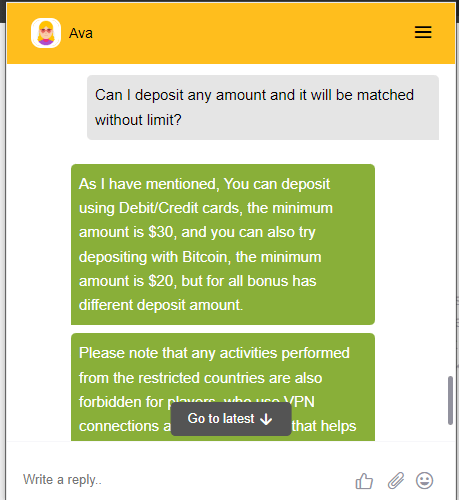 Ava
Can I deposit any amount and it will be matched
without limit?
As I have mentioned, You can deposit
using Debit/Credit cards, the minimum
amount is $30, and you can also try
depositing with Bitcoin, the minimum
amount is $20, but for all bonus has
different deposit amount.
Please note that any activities performed
from the restricted countries are also
forbidden for players, who use VPN
connections that helps
Go to latest
Write a reply..